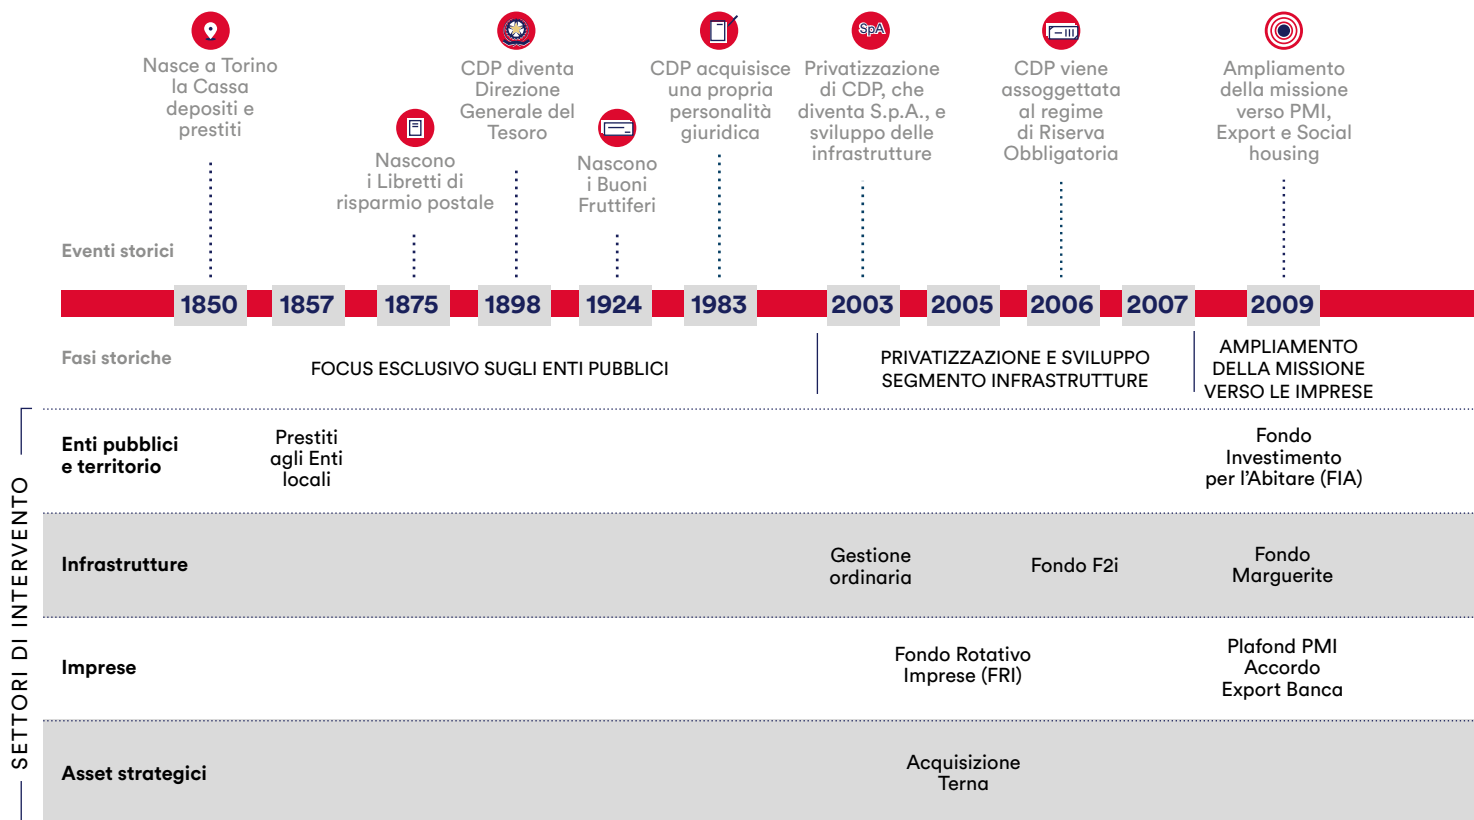 SpA
Nasce a Torino
la Cassa
depositi e
prestiti
Nascono
i Libretti di
risparmio postale
CDP diventa
Direzione
Generale del
Tesoro
Nascono
i Buoni
Fruttiferi
CDP acquisisce
una propria
personalità
giuridica
Privatizzazione
di CDP, che
diventa S.p.A., e
sviluppo delle
infrastrutture
CDP viene
assoggettata
al regime
di Riserva
Obbligatoria
Ampliamento
della missione
verso PMI,
Export e Social
housing
Eventi storici
1850 1857 1875 1898 1924 1983 2003 2005 2006 2007 2009
Fasi storiche
FOCUS ESCLUSIVO SUGLI ENTI PUBBLICI
PRIVATIZZAZIONE E SVILUPPO
SEGMENTO INFRASTRUTTURE
AMPLIAMENTO
DELLA MISSIONE
VERSO LE IMPRESE
SETTORI DI INTERVENTO
Enti pubblici
e territorio
Prestiti
agli Enti
locali
Fondo
Investimento
per l'Abitare (FIA)
Infrastrutture
Gestione
ordinaria
Fondo F2i
Fondo
Marguerite
Imprese
Fondo Rotativo
Imprese (FRI)
Plafond PMI
Accordo
Export Banca
Asset strategici
Acquisizione
Terna